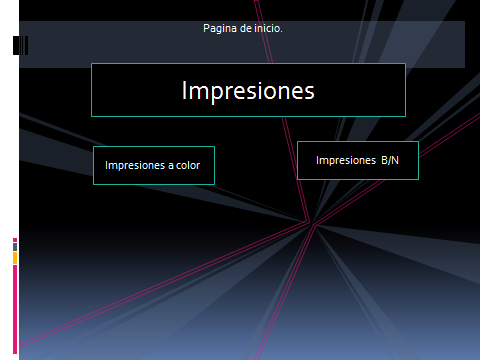 Pagina de inicio.
Impresiones
Impresiones a color
Impresiones B/N